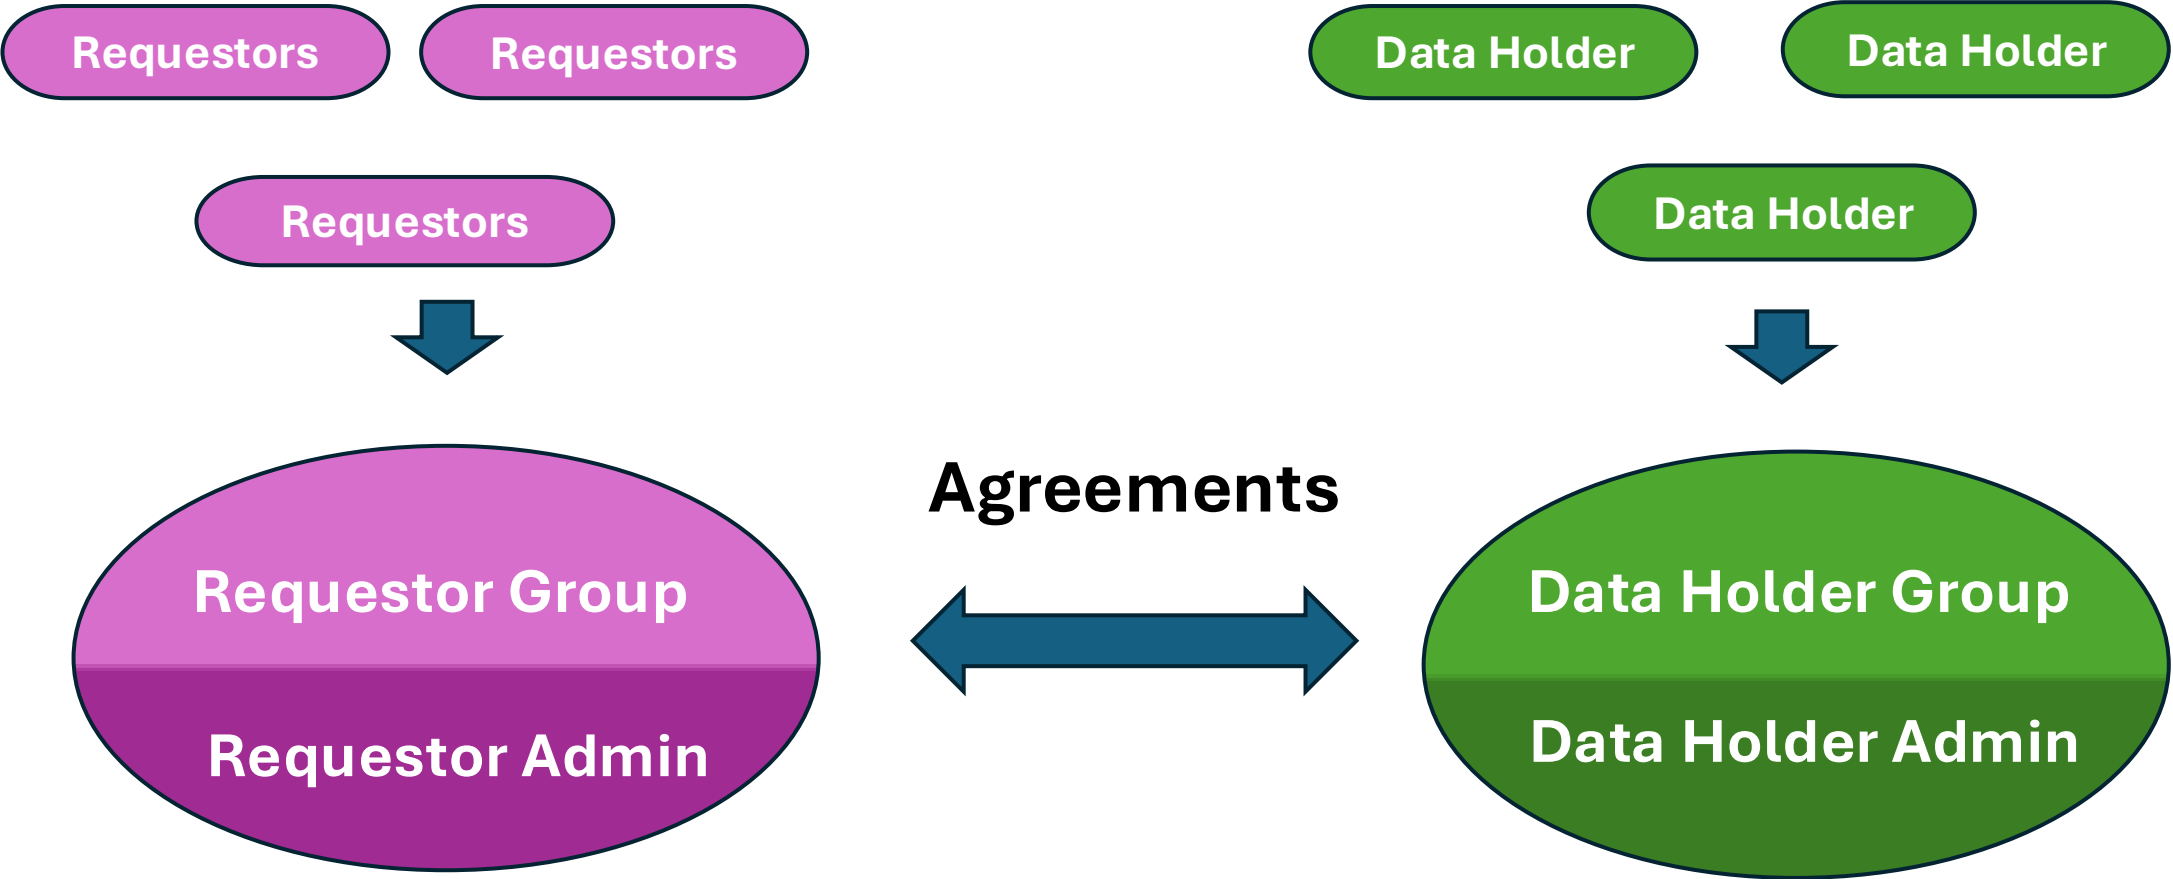 Requestors
Requestors
Data Holder
Data Holder
Requestors
Data Holder
Agreements
Requestor Group
Data Holder Group
Requestor Admin
Data Holder Admin